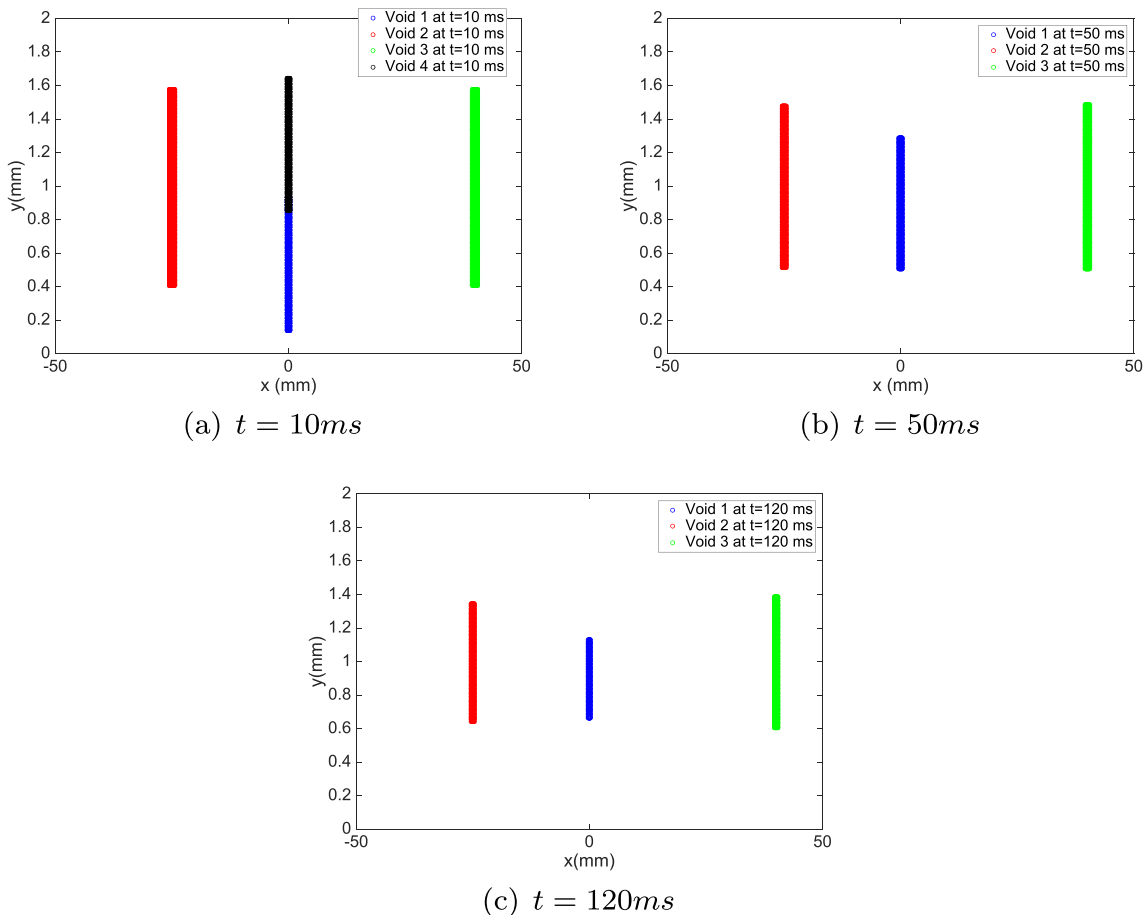 2
1.8
1.6
1.4
1.2
1
0.8
0.6
0.4
0.2
0
y(mm)
-50
0
50
x (mm)
Void 1 at t=10 ms
Void 2 at t=10 ms
Void 3 at t=10 ms
Void 4 at t=10 ms
(a) t = 10ms
2
1.8
1.6
1.4
1.2
1
0.8
0.6
0.4
0.2
0
y(mm)
-50
0
50
x (mm)
Void 1 at t=50 ms
Void 2 at t=50 ms
Void 3 at t=50 ms
(b) t = 50ms
2
1.8
1.6
1.4
1.2
1
0.8
0.6
0.4
0.2
0
y(mm)
-50
0
50
x(mm)
Void 1 at t=120 ms
Void 2 at t=120 ms
Void 3 at t=120 ms
(c) t = 120ms